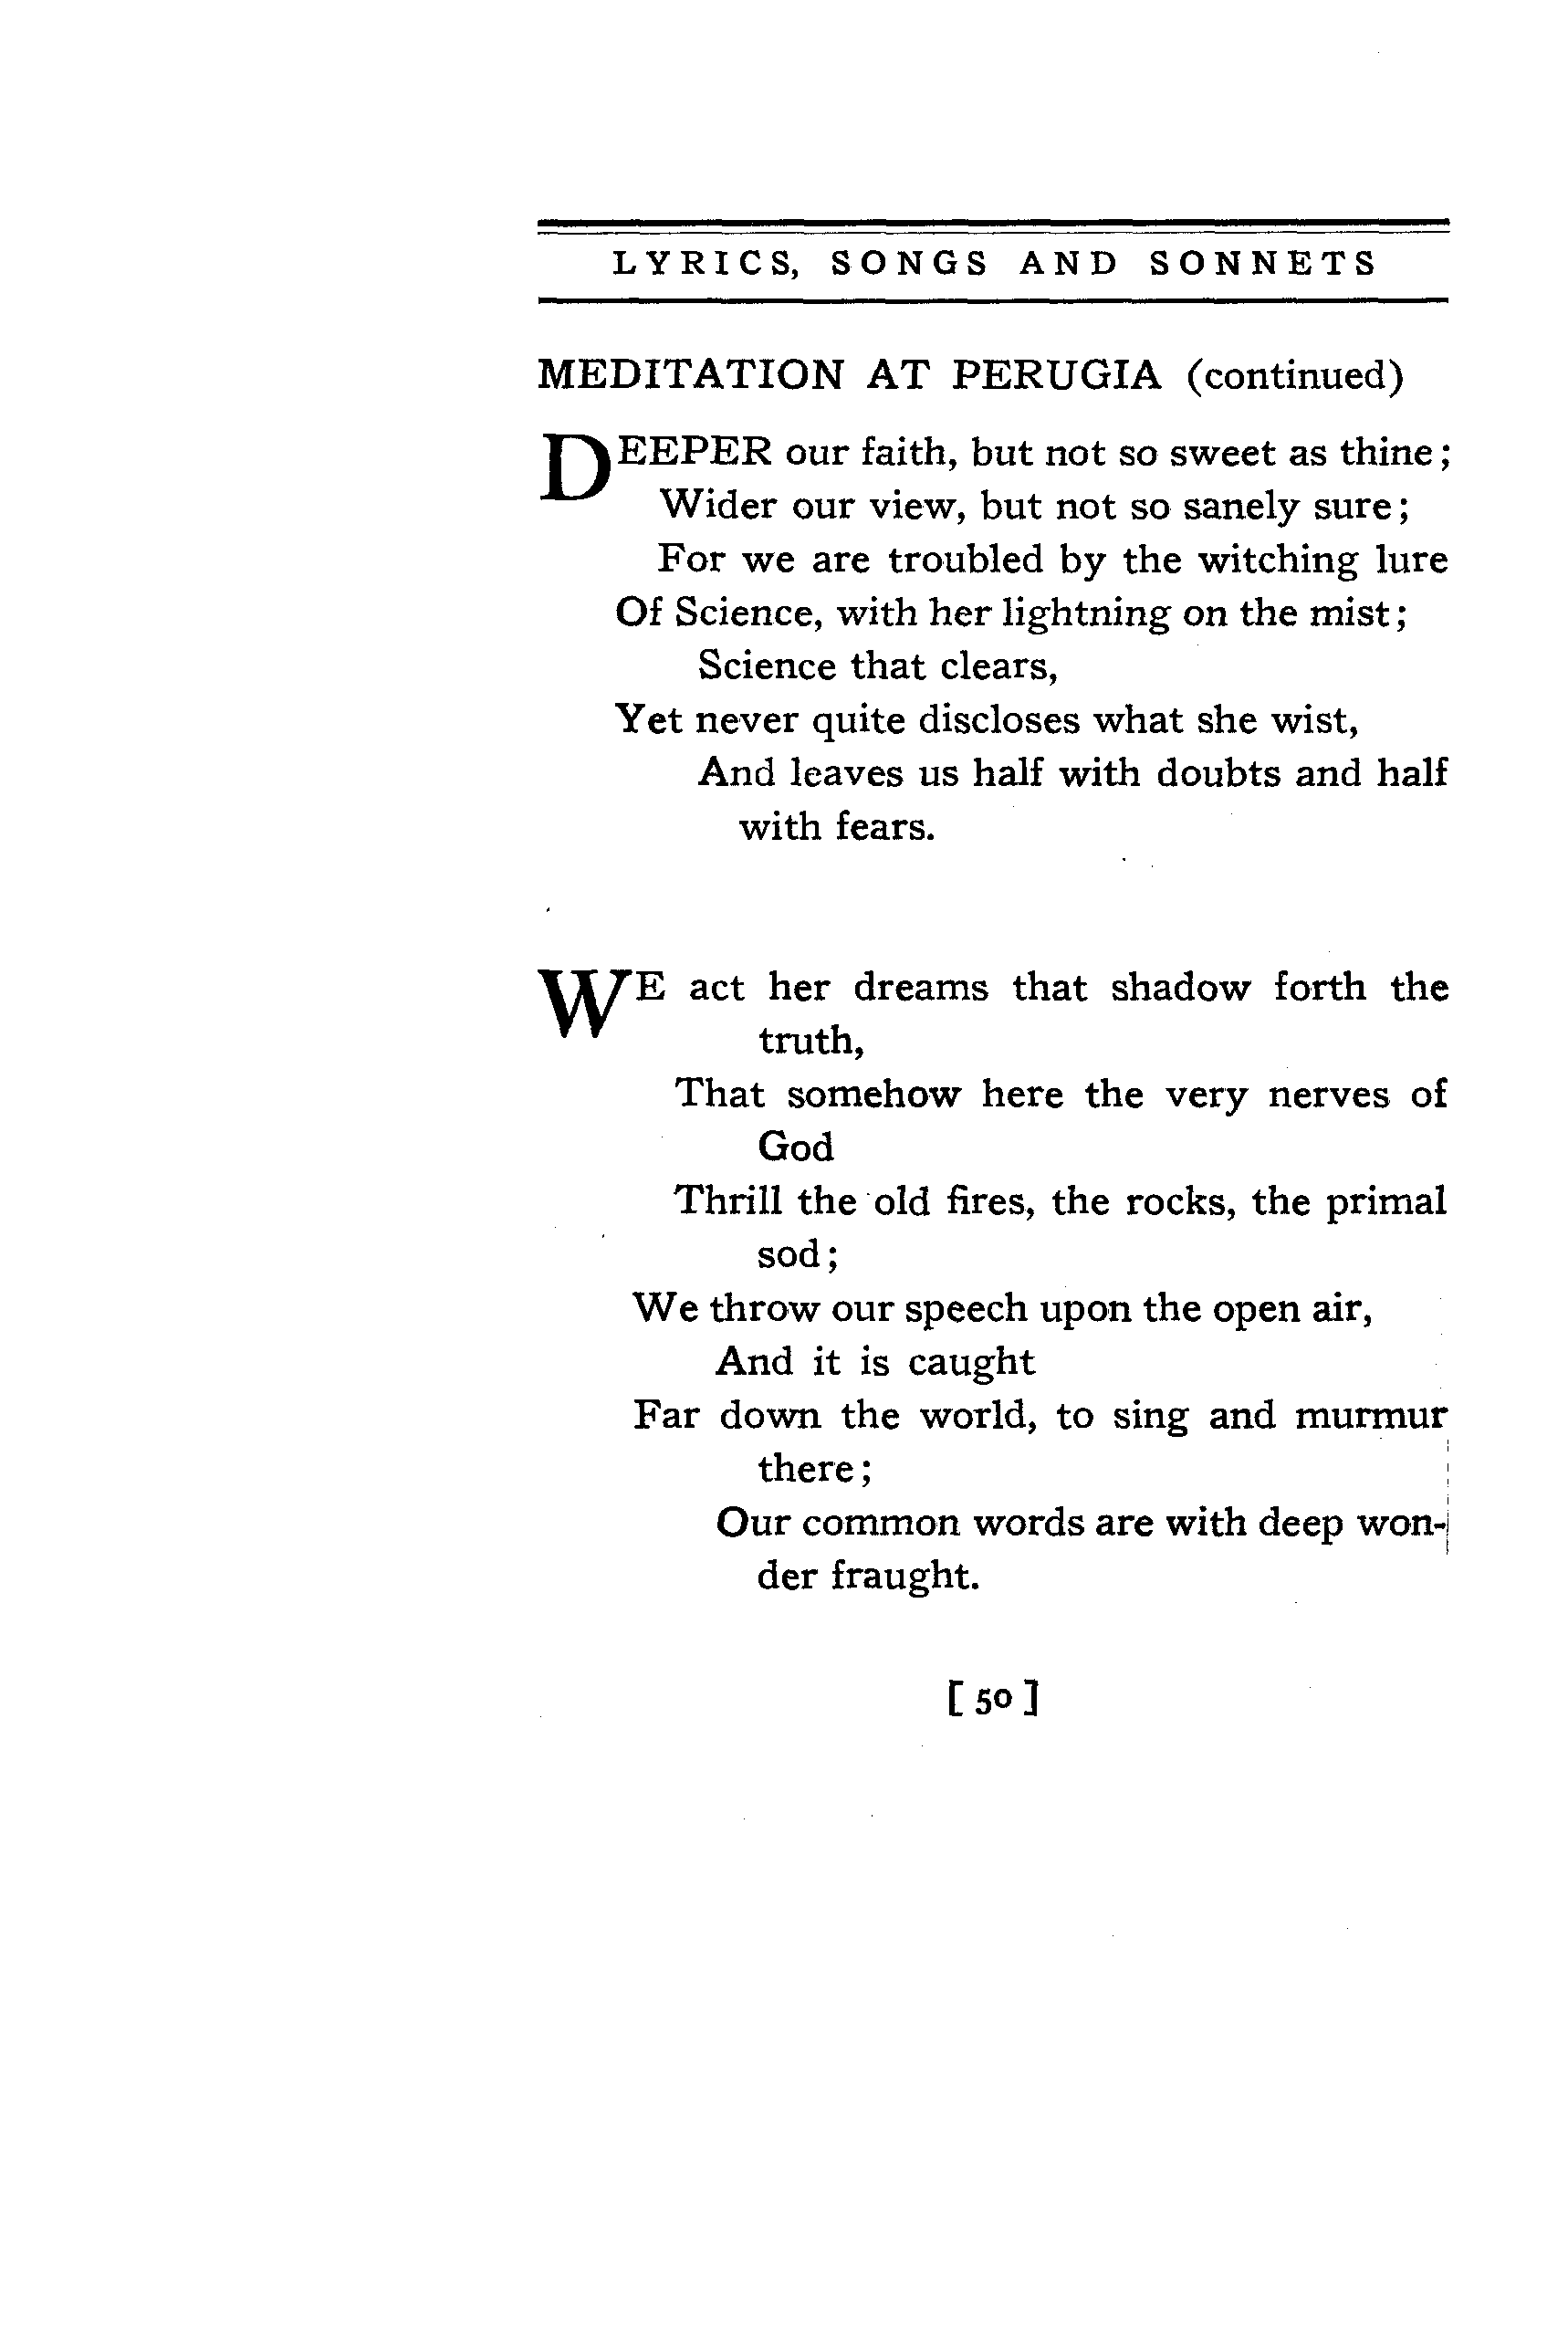 LYRICS, SONGS AND SONNETS
MEDITATION AT PERUGIA (continued)
DEEPER our faith, but not so sweet as thine;
Wider our view, but not so sanely sure;
For we are troubled by the witching lure
Of Science, with her lightning on the mist;
Science that clears,
Yet never quite discloses what she wist,
And leaves us half with doubts and half
with fears.
WE act her dreams that shadow forth the
truth,
That somehow here the very nerves of
God
Thrill the old fires, the rocks, the primal
sod;
We throw our speech upon the open air,
And it is caught
Far down the world, to sing and murmur
there;
Our common words are with deep won-
der fraught.
[ 50 ]